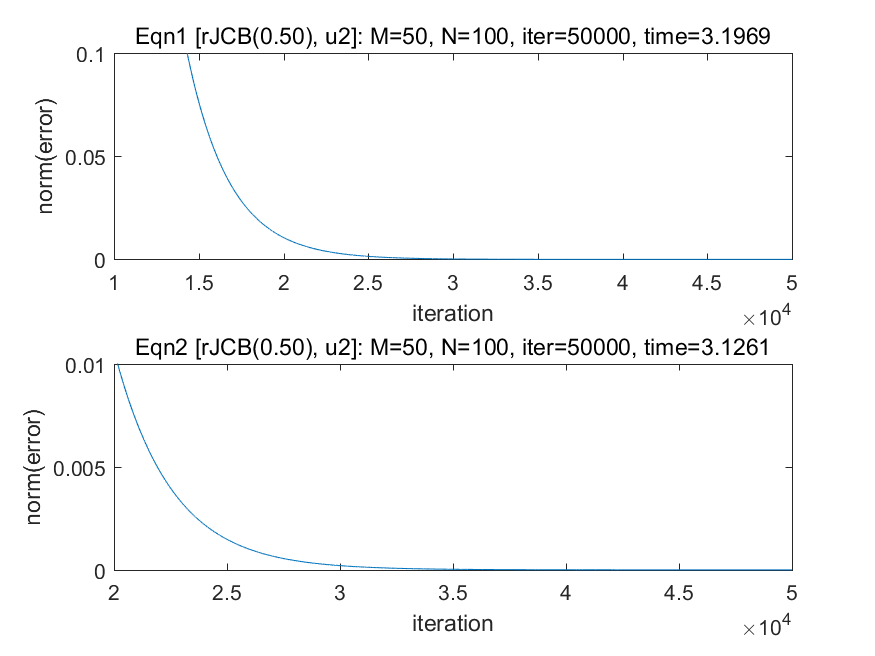 Eqn1 [rJCB(0.50), u2]: M=50, N=100, iter=50000, time=3.1969
0.1
0.05
0
norm(error)
1 1.5 2 2.5 3 3.5 4 4.5 5
iteration
×10^4
Eqn2 [rJCB(0.50), u2]: M=50, N=100, iter=50000, time=3.1261
0.01
0.005
0
norm(error)
2 2.5 3 3.5 4 4.5 5
iteration
×10^4